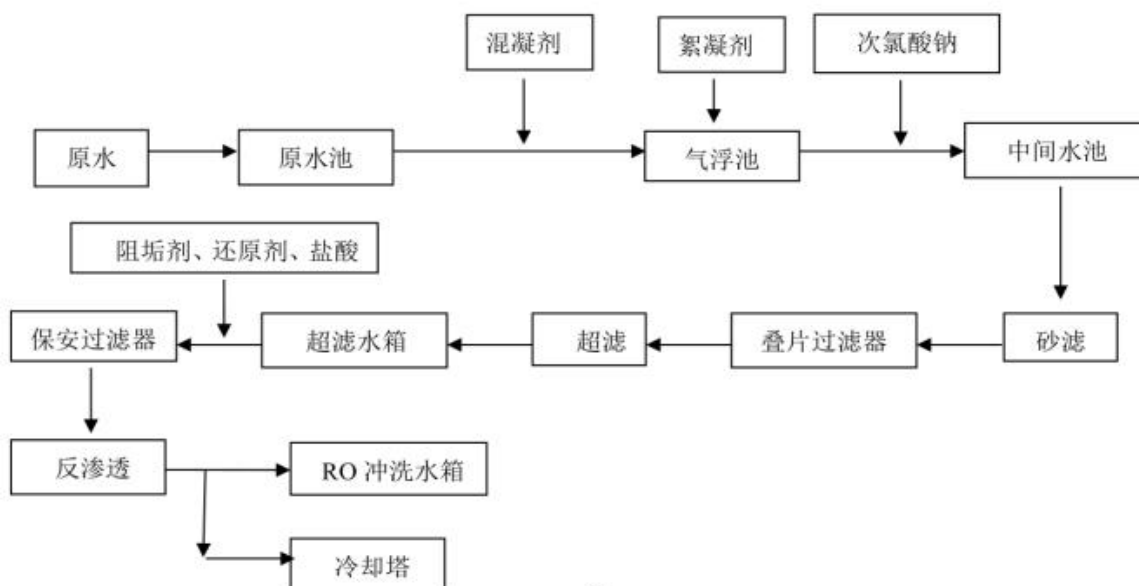 混凝剂
絮凝剂
次氯酸钠
原水
原水池
气浮池
中间水池
阻垢剂、还原剂、盐酸
保安过滤器
超滤水箱
超滤
叠片过滤器
砂滤
反渗透
RO 冲洗水箱
冷却塔